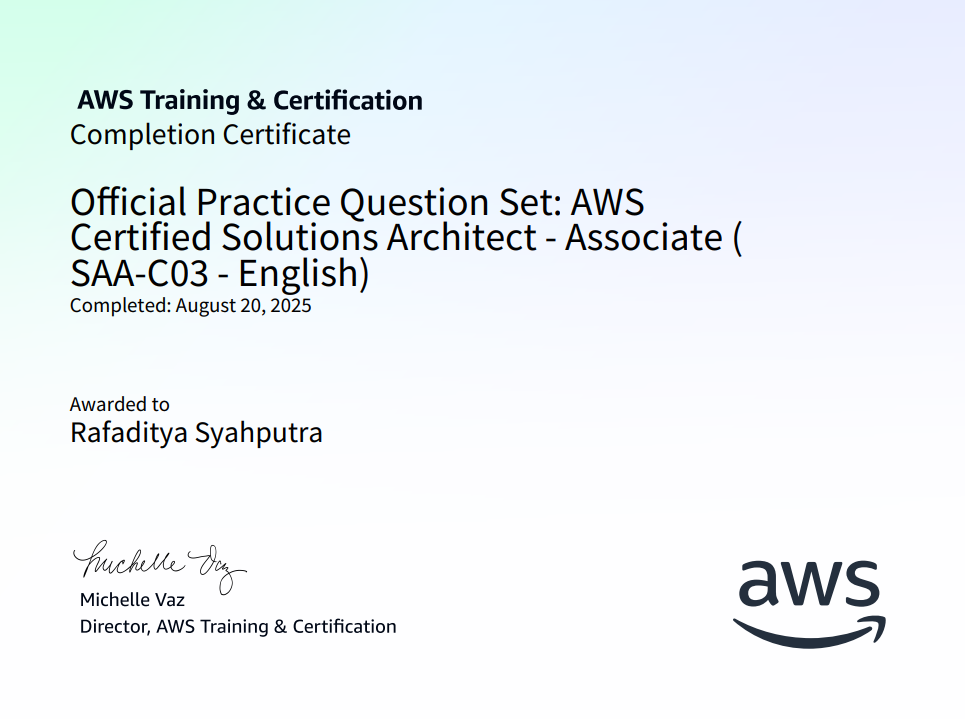 AWS Training & Certification
Completion Certificate
Official Practice Question Set: AWS
Certified Solutions Architect - Associate (
SAA-C03 - English)
Completed: August 20, 2025
Awarded to
Rafaditya Syahputra
Michelle Vaz
Michelle Vaz
Director, AWS Training & Certification
aws